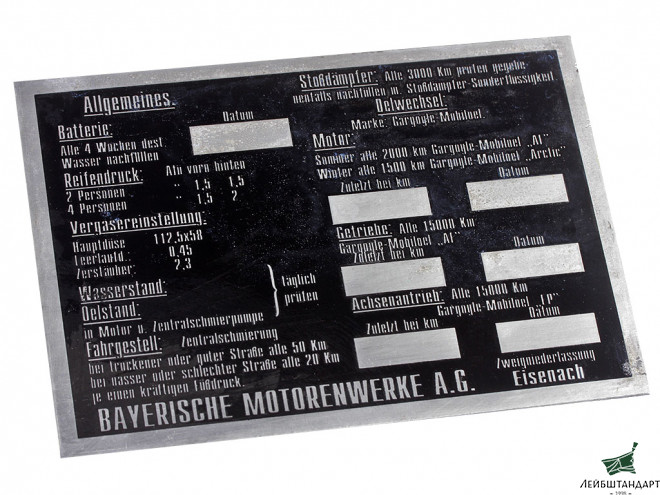 Allgemeines.
Batterie: Datum
Alle 4 Wochen dest.
Wasser nachfüllen
Reifendruck: Atü vorn hinten
2 Personen " 1,5 1,5
4 Personen " 1,5 2
Vergasereinstellung:
Hauptdüse 112,5x58
Leerlaufd. 0,45
Zerstäuber: 2,3
Wasserstand:
Oelstand:
täglich
prüfen
in Motor u. Zentralschmierpumpe
Fahrgestell: Zentralschmierung
bei trockener oder guter Straße alle 50 Km
bei nasser oder schlechter Straße alle 20 Km
je einen kräftigen Fußdruck.
Stoßdämpfer: Alle 3000 Km prüfen gegebe-
nenfalls nachfüllen m. Stoßdämpfer-Sonderflüssigkeit
Oelwechsel:
Marke: Gargoyle-Mobiloel.
Motor:
Sommer alle 2000 km Gargoyle-Mobiloel „Af"
Winter alle 1500 km Gargoyle-Mobiloel „Arctic"
Zuletzt bei km Datum
Getriebe: Alle 15000 Km
Gargoyle-Mobiloel „Af"
Zuletzt bei km Datum
Achsenantrieb: Alle 15000 Km
Gargoyle-Mobiloel
Zuletzt bei km Datum
Zweigniederlassung
Eisenach
BAYERISCHE MOTORENWERKE A.G.
ЛЕЙБШТАНДАРТ
1998